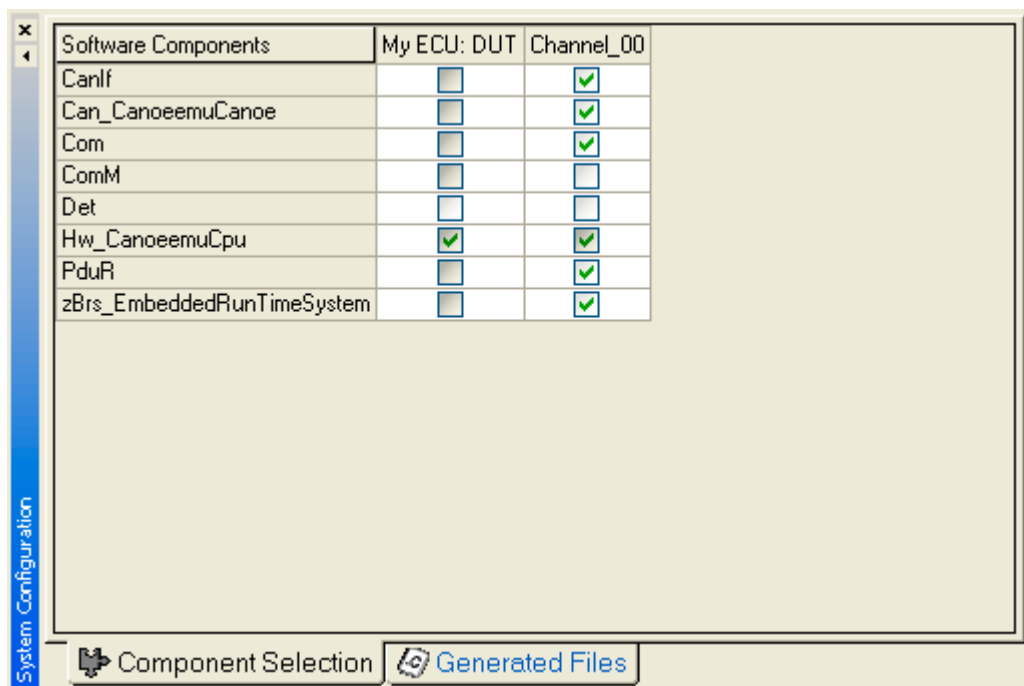 Software Components My ECU: DUT Channel_00
CanIf
Can_CanoeemuCanoe
Com
ComM
Det
Hw_CanoeemuCpu
PduR
zBrs_EmbeddedRunTimeSystem
System Configuration
Component Selection Generated Files